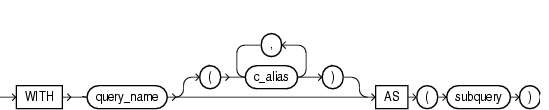 ,
( c_alias )
WITH query_name AS ( subquery )